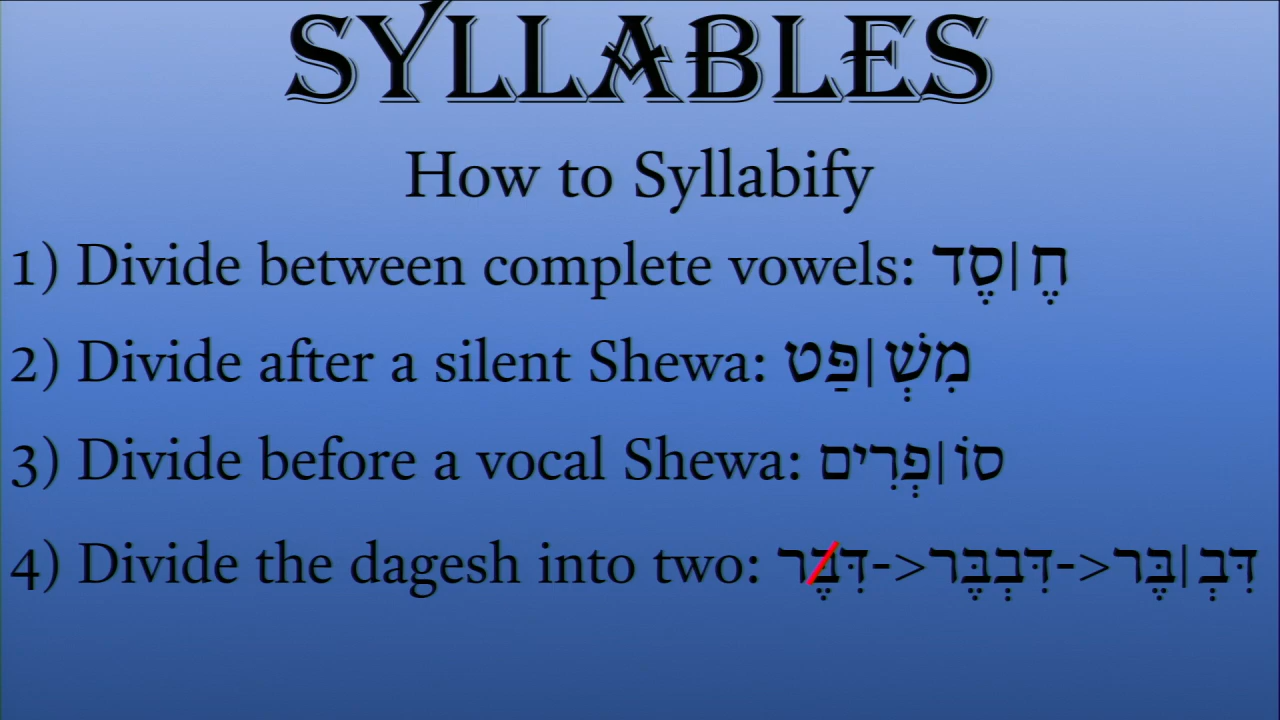 SYLLABLES
How to Syllabify
1) Divide between complete vowels: חֶ|סֶד
2) Divide after a silent Shewa: מִשְׁ|פַּט
3) Divide before a vocal Shewa: סוֹ|פְרִים
4) Divide the dagesh into two: דִּבֶּר->דִּבְבֶּר->דִּבְ|בֶּר